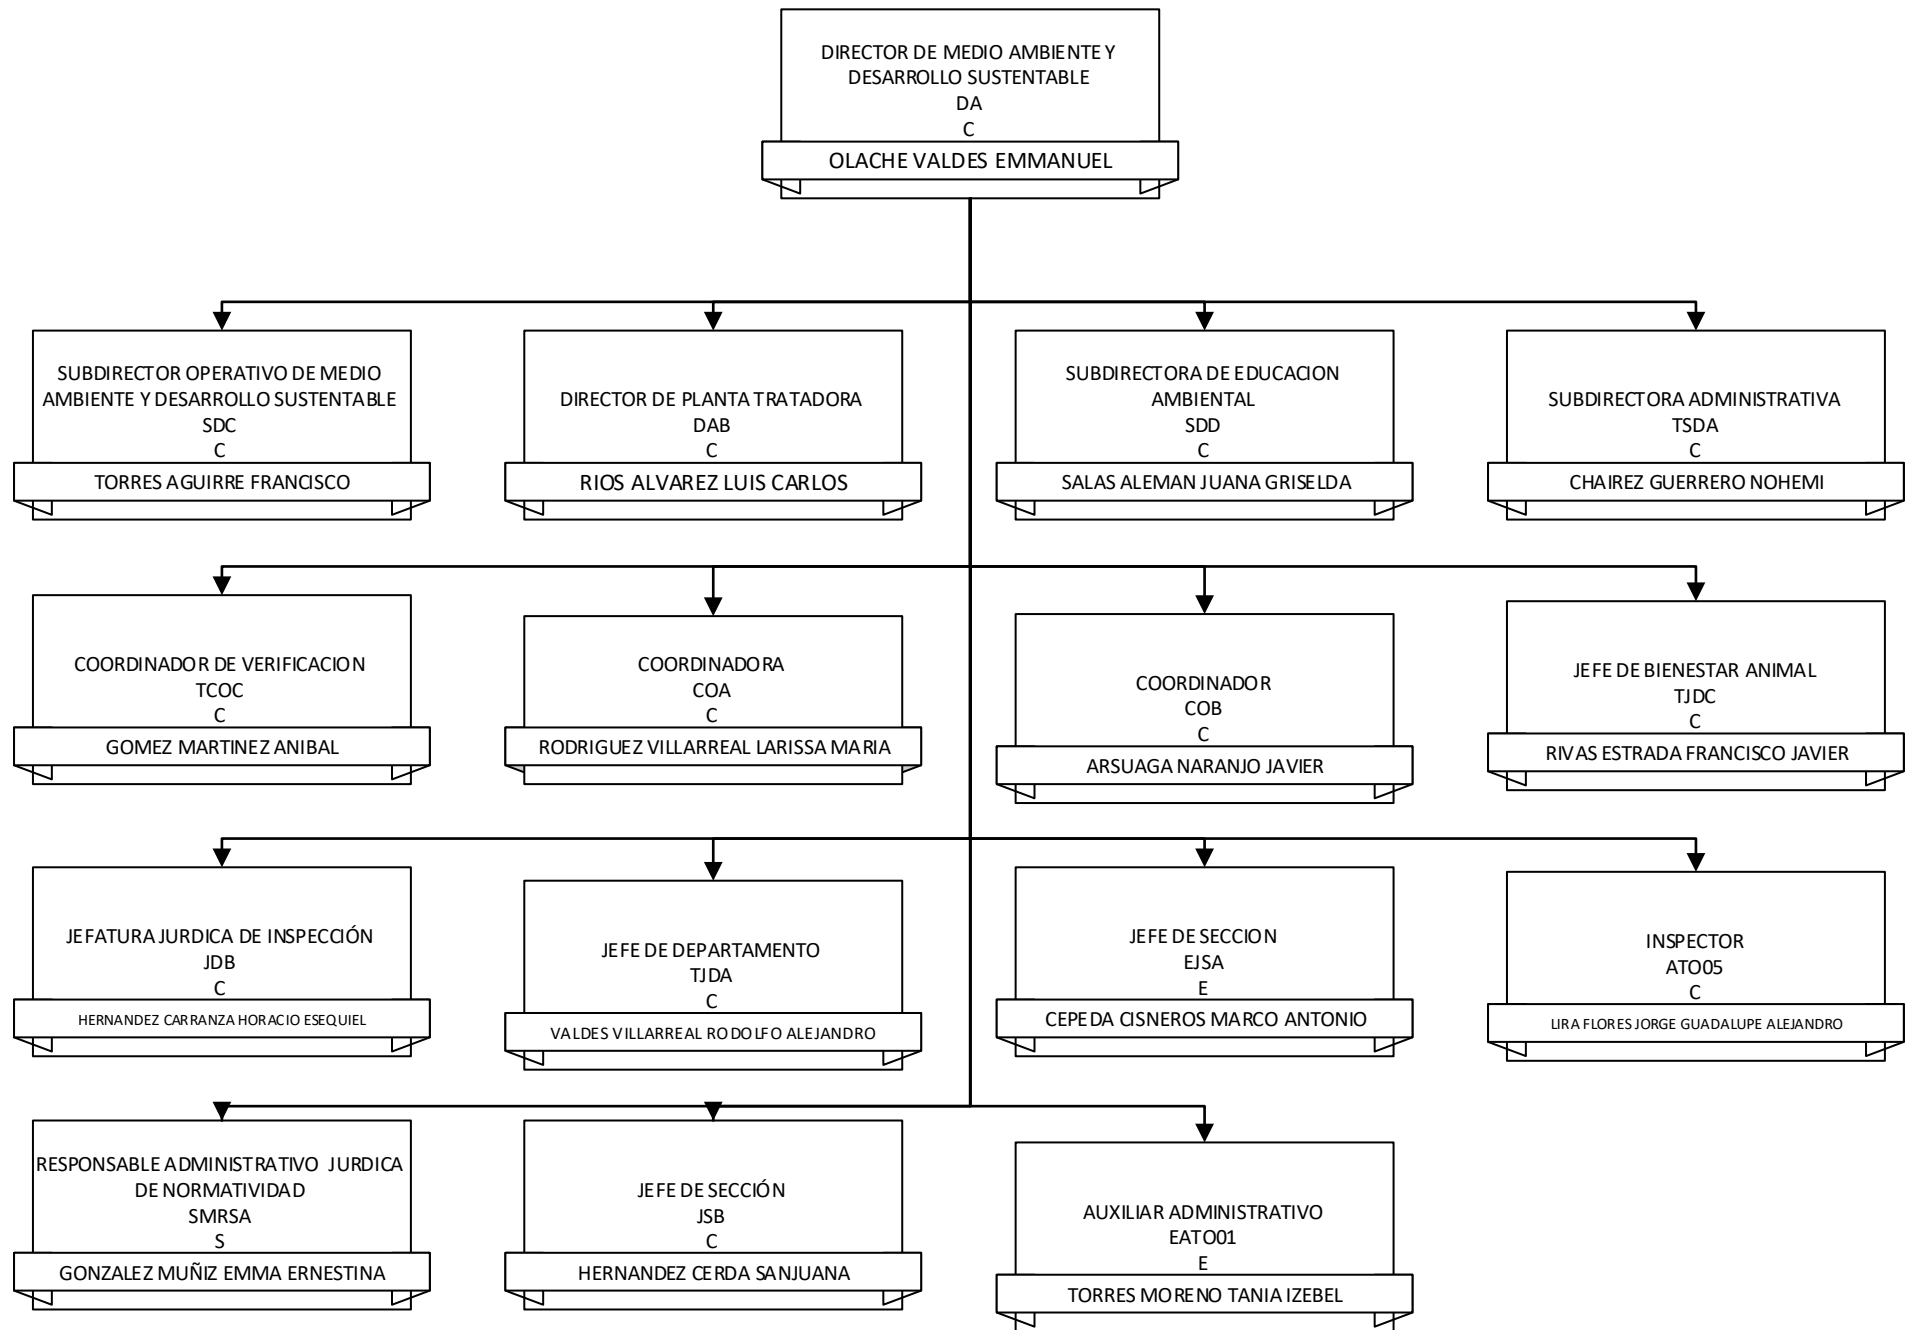 DIRECTOR DE MEDIO AMBIENTE Y
DESARROLLO SUSTENTABLE
DA
C
OLACHE VALDES EMMANUEL
SUBDIRECTOR OPERATIVO DE MEDIO
AMBIENTE Y DESARROLLO SUSTENTABLE
SDC
C
TORRES AGUIRRE FRANCISCO
DIRECTOR DE PLANTA TRATADORA
DAB
C
RIOS ALVAREZ LUIS CARLOS
SUBDIRECTORA DE EDUCACION
AMBIENTAL
SDD
C
SALAS ALEMAN JUANA GRISELDA
SUBDIRECTORA ADMINISTRATIVA
TSDA
C
CHAIREZ GUERRERO NOHEMI
COORDINADOR DE VERIFICACION
TCOC
C
GOMEZ MARTINEZ ANIBAL
COORDINADORA
COA
C
RODRIGUEZ VILLARREAL LARISSA MARIA
COORDINADOR
COB
C
ARSUAGA NARANJO JAVIER
JEFE DE BIENESTAR ANIMAL
TJDC
C
RIVAS ESTRADA FRANCISCO JAVIER
JEFATURA JURDICA DE INSPECCIÓN
JDB
C
HERNANDEZ CARRANZA HORACIO ESEQUIEL
JEFE DE DEPARTAMENTO
TJDA
C
VALDES VILLARREAL RODOLFO ALEJANDRO
JEFE DE SECCION
EJSA
E
CEPEDA CISNEROS MARCO ANTONIO
INSPECTOR
ATO05
C
LIRA FLORES JORGE GUADALUPE ALEJANDRO
RESPONSABLE ADMINISTRATIVO JURDICA
DE NORMATIVIDAD
SMRSA
S
GONZALEZ MUÑIZ EMMA ERNESTINA
JEFE DE SECCIÓN
JSB
C
HERNANDEZ CERDA SANJUANA
AUXILIAR ADMINISTRATIVO
EATO01
E
TORRES MORENO TANIA IZEBEL